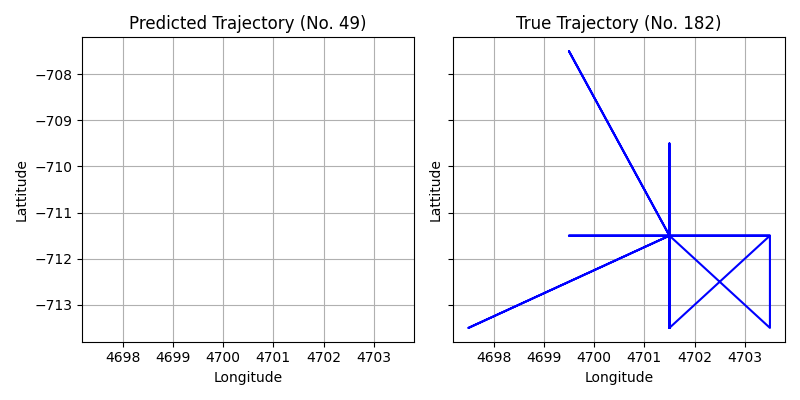 Predicted Trajectory (No. 49)
True Trajectory (No. 182)
−708
−709
−710
−711
−712
−713
Lattitude
Lattitude
4698 4699 4700 4701 4702 4703
4698 4699 4700 4701 4702 4703
Longitude
Longitude